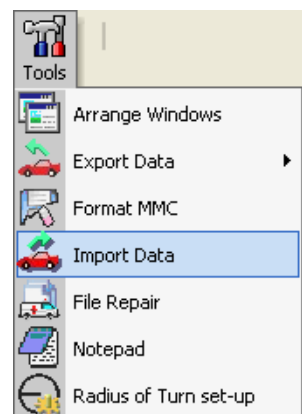 Tools
Arrange Windows
Export Data
Format MMC
Import Data
File Repair
Notepad
Radius of Turn set-up